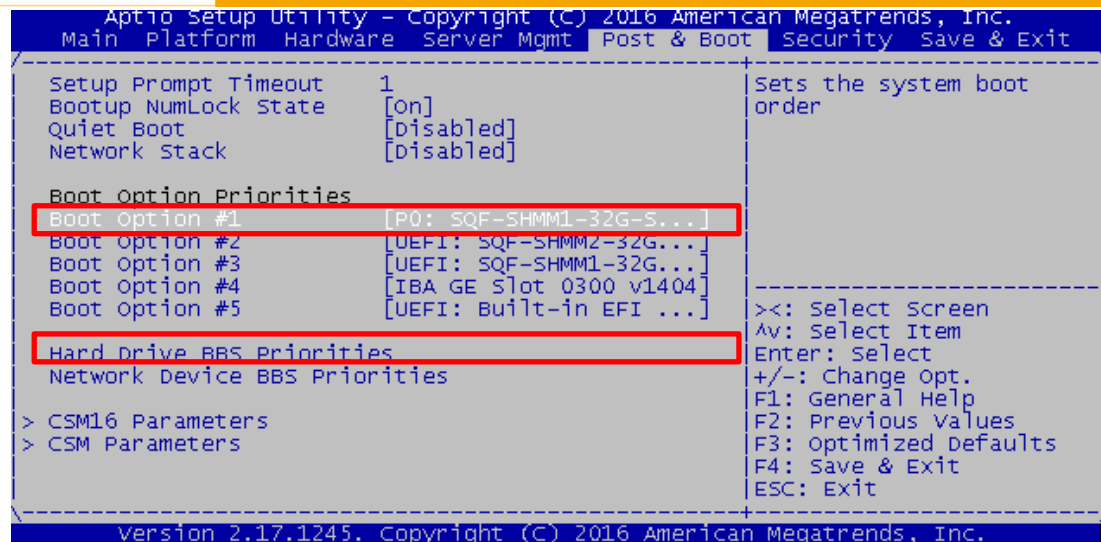 Aptio Setup Utility – Copyright (C) 2016 American Megatrends, Inc.
Main Platform Hardware Server Mgmt Post & Boot Security Save & Exit
Setup Prompt Timeout 1
Bootup NumLock State [On]
Quiet Boot [Disabled]
Network Stack [Disabled]
Boot Option Priorities
Boot Option #1 [P0: SQF-SHMM1-32G-S...]
Boot Option #2 [UEFI: SQF-SHMM2-32G...]
Boot Option #3 [UEFI: SQF-SHMM1-32G...]
Boot Option #4 [IBA GE Slot 0300 v1404]
Boot Option #5 [UEFI: Built-in EFI ...]
Hard Drive BBS Priorities
Network Device BBS Priorities
> CSM16 Parameters
> CSM Parameters
Sets the system boot
order
><: Select Screen
^v: Select Item
Enter: Select
+/-: Change Opt.
F1: General Help
F2: Previous Values
F3: Optimized Defaults
F4: Save & Exit
ESC: Exit
Version 2.17.1245. Copyright (C) 2016 American Megatrends, Inc.